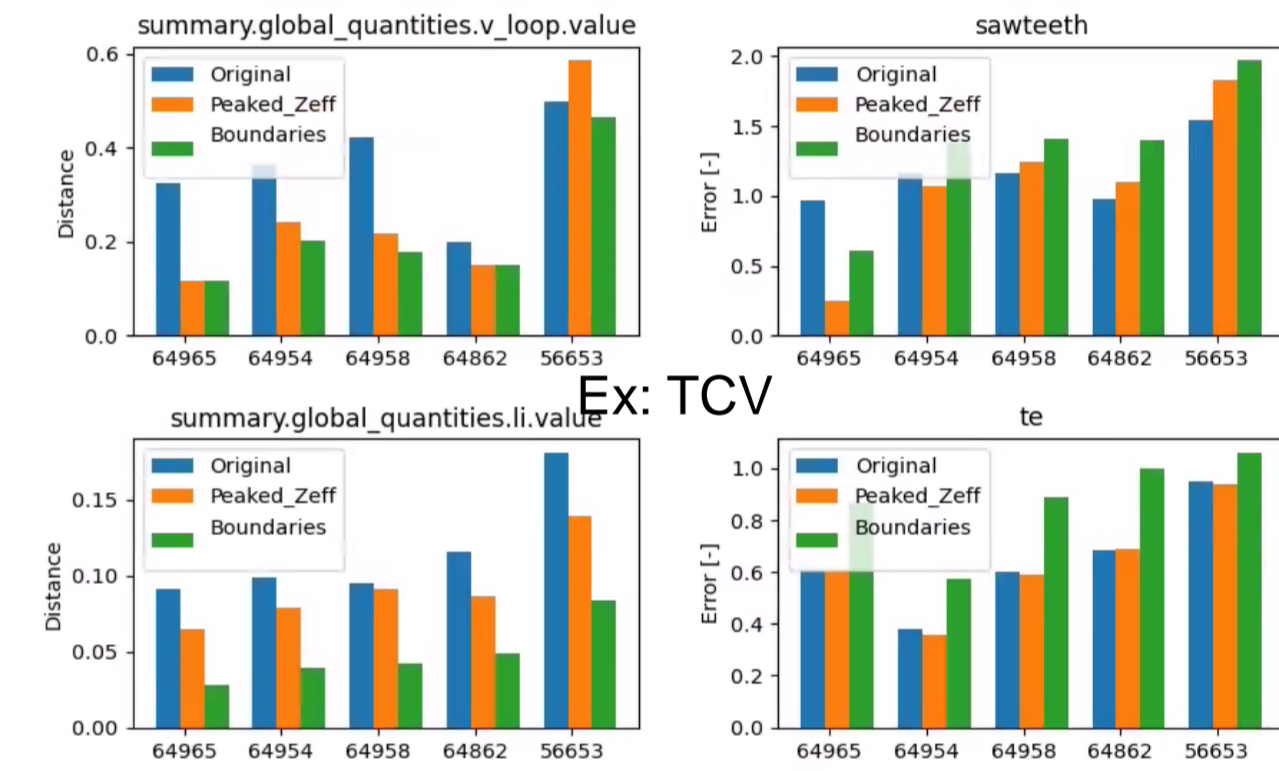 summary.global_quantities.v_loop.value
0.6
0.4
0.2
0.0
Distance
Original
Peaked_Zeff
Boundaries
64965 64954 64958 64862 56653
sawteeth
2.0
1.5
1.0
0.5
0.0
Error [-]
Original
Peaked_Zeff
Boundaries
64965 64954 64958 64862 56653
Ex: TCV
summary.global_quantities.li.value
0.15
0.10
0.05
0.00
Distance
Original
Peaked_Zeff
Boundaries
64965 64954 64958 64862 56653
te
1.0
0.8
0.6
0.4
0.2
0.0
Error [-]
Original
Peaked_Zeff
Boundaries
64965 64954 64958 64862 56653